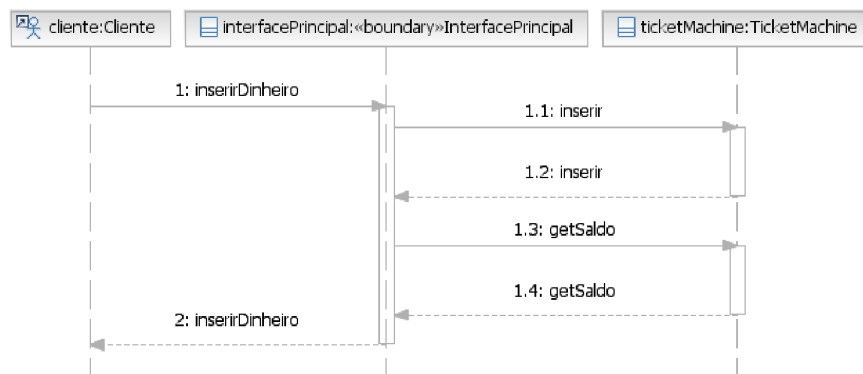 cliente:Cliente
interfacePrincipal:«boundary»InterfacePrincipal
ticketMachine:TicketMachine
1: inserirDinheiro
1.1: inserir
1.2: inserir
1.3: getSaldo
1.4: getSaldo
2: inserirDinheiro